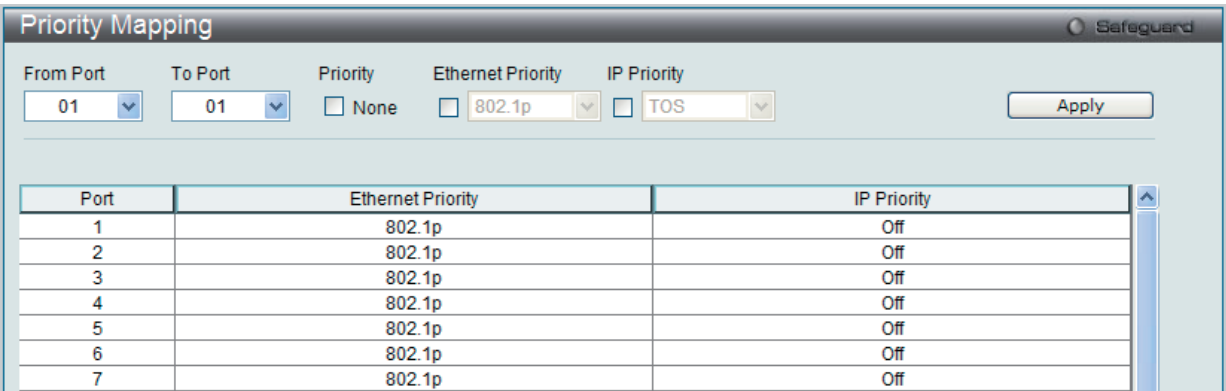 Priority Mapping
Safeguard
From Port To Port Priority Ethernet Priority IP Priority
01 01 None 802.1p TOS Apply
Port Ethernet Priority IP Priority
1 802.1p Off
2 802.1p Off
3 802.1p Off
4 802.1p Off
5 802.1p Off
6 802.1p Off
7 802.1p Off